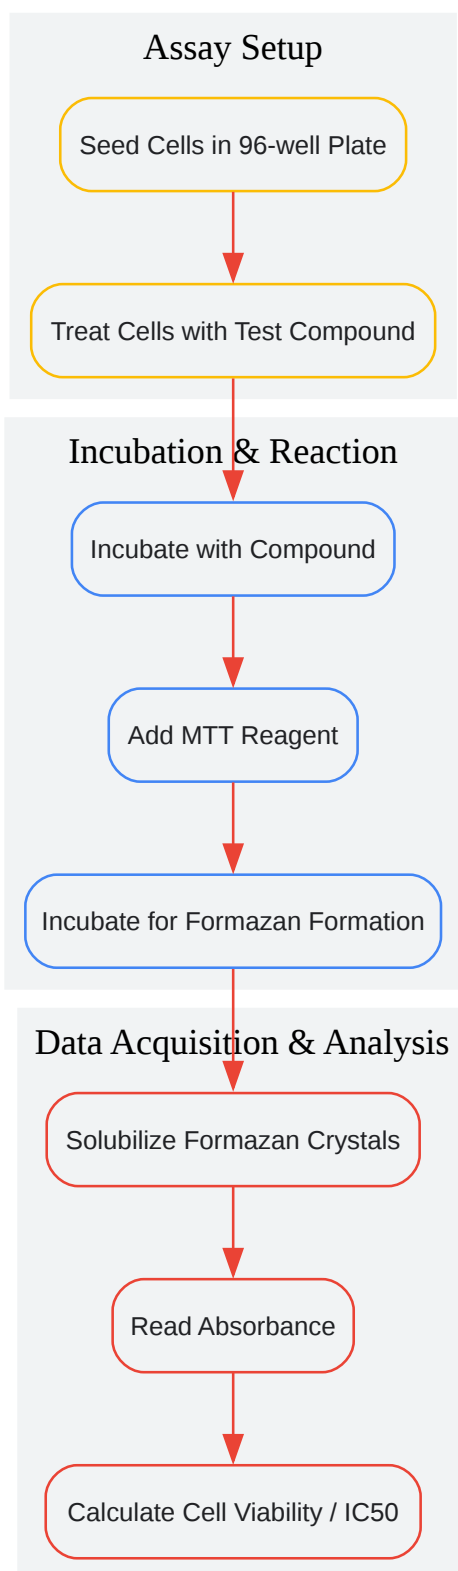 Assay Setup
Seed Cells in 96-well Plate
Treat Cells with Test Compound
Incubation & Reaction
Incubate with Compound
Add MTT Reagent
Incubate for Formazan Formation
Data Acquisition & Analysis
Solubilize Formazan Crystals
Read Absorbance
Calculate Cell Viability / IC50